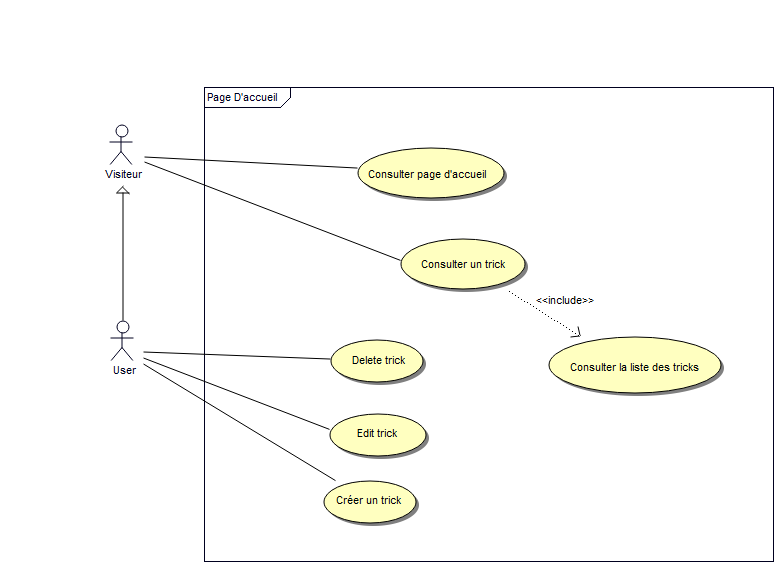 Page D'accueil
Visiteur
Consulter page d'accueil
Consulter un trick
<<include>>
Consulter la liste des tricks
User
Delete trick
Edit trick
Créer un trick